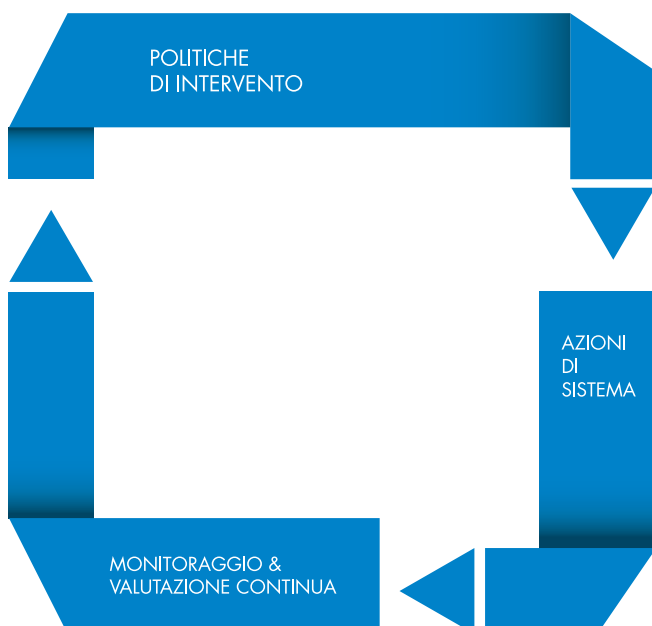 POLITICHE
DI INTERVENTO
AZIONI
DI
SISTEMA
MONITORAGGIO &
VALUTAZIONE CONTINUA